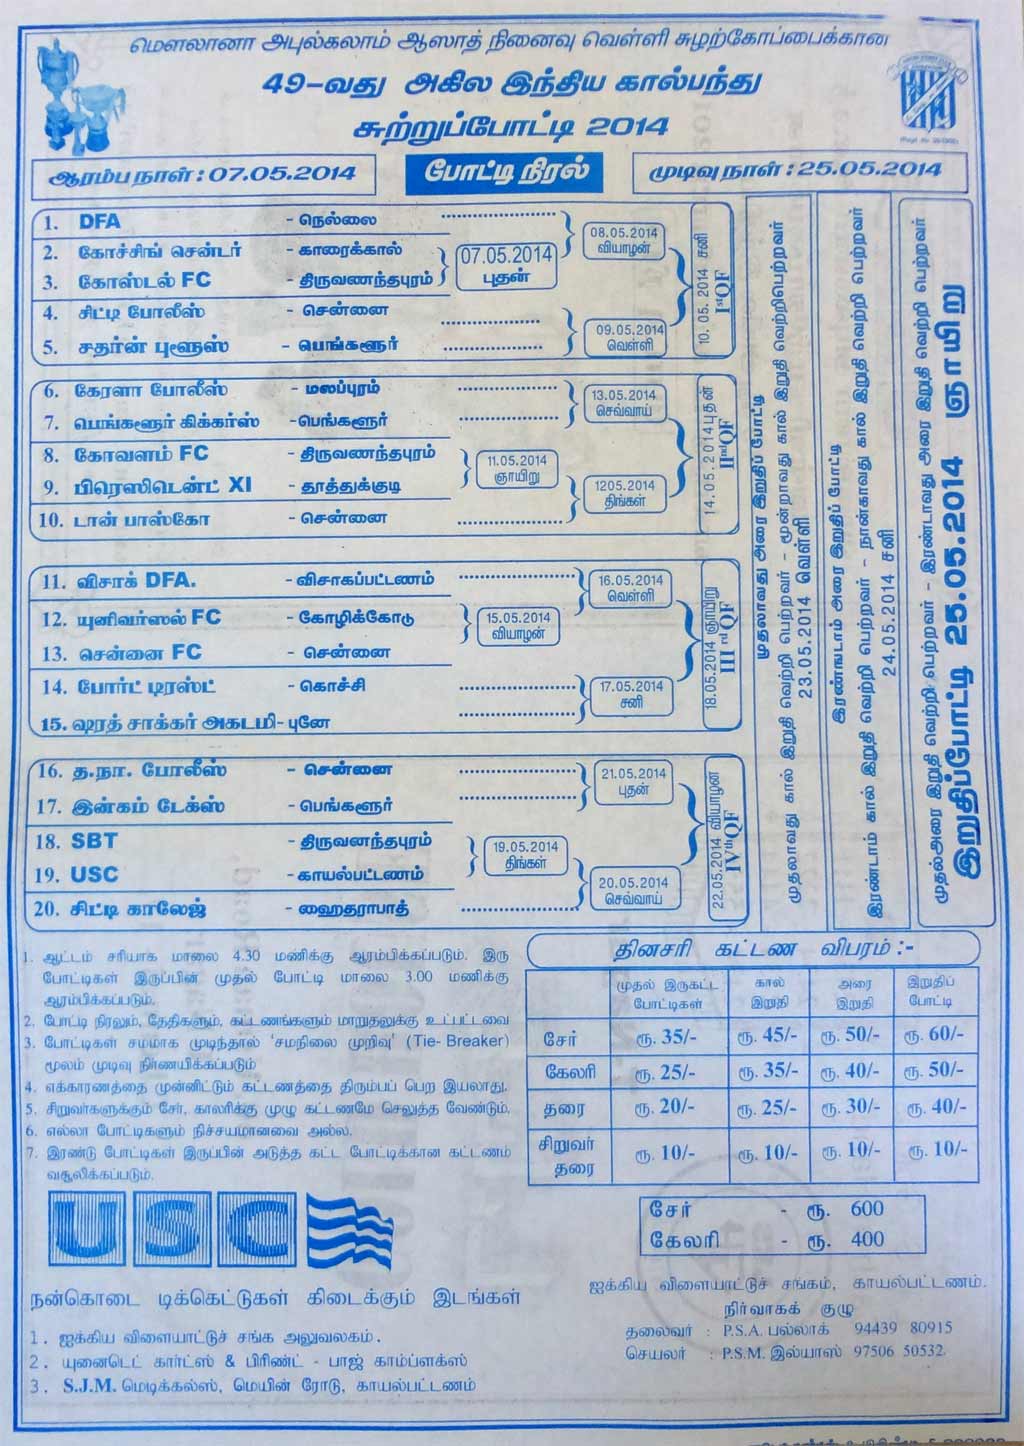 மௌலானா அபுல்கலாம் ஆஸாத் நினைவு வெள்ளி சுழற்கோப்பைக்கான
49-வது அகில இந்திய கால்பந்து
சுற்றுப்போட்டி 2014
ஆரம்ப நாள் : 07.05.2014
போட்டி நிரல்
முடிவு நாள் : 25.05.2014
1. DFA - நெல்லை
2. கோச்சிங் சென்டர் - காரைக்கால்
3. கோஸ்டல் FC - திருவணந்தபுரம்
4. சிட்டி போலீஸ் - சென்னை
5. சதர்ன் புளூஸ் - பெங்களூர்
07.05.2014
புதன்
08.05.2014
வியாழன்
09.05.2014
வெள்ளி
10. 05. 2014 சனி
Ist QF
6. கேரளா போலீஸ் - மலப்புரம்
7. பெங்களூர் கிக்கர்ஸ் -பெங்களூர்
8. கோவளம் FC - திருவணந்தபுரம்
9. பிரெஸிடென்ட் XI - தூத்துக்குடி
10. டான் பாஸ்கோ - சென்னை
11.05.2014
ஞாயிறு
13.05.2014
செவ்வாய்
1205.2014
திங்கள்
14.05.2014புதன்
IInd QF
11. விசாக் DFA. - விசாகப்பட்டணம்
12. யுனிவர்ஸல் FC - கோழிக்கோடு
13. சென்னை FC - சென்னை
14. போர்ட் டிரஸ்ட் - கொச்சி
15. ஷரத் சாக்கர் அகடமி - புனே
15.05.2014
வியாழன்
16.05.2014
வெள்ளி
17.05.2014
சனி
18.05.2014 ஞாயிறு
III rd QF
16. த.நா. போலீஸ் - சென்னை
17. இன்கம் டேக்ஸ் - பெங்களூர்
18. SBT - திருவனந்தபுரம்
19. USC - காயல்பட்டணம்
20. சிட்டி காலேஜ் - ஹைதராபாத்
19.05.2014
திங்கள்
21.05.2014
புதன்
20.05.2014
செவ்வாய்
22.05.2014 வியாழன்
IVth QF
முதலாவது அரை இறுதிப் போட்டி
முதலாவது கால் இறுதி வெற்றி பெற்றவர் - மூன்றாவது கால் இறுதி வெற்றிபெற்றவர்
23.05.2014 வெள்ளி
இரண்டாம் அரை இறுதிப் போட்டி
இரண்டாம் கால் இறுதி வெற்றி பெற்றவர் - நான்காவது கால் இறுதி வெற்றி பெற்றவர்
24.05.2014 சனி
முதல்அரை இறுதி வெற்றி பெற்றவர் - இரண்டாவது அரை இறுதி வெற்றி பெற்றவர்
இறுதிப்போட்டி 25.05.2014 ஞாயிறு
1. ஆட்டம் சரியாக மாலை 4.30 மணிக்கு ஆரம்பிக்கப்படும். இரு
போட்டிகள் இருப்பின் முதல் போட்டி மாலை 3.00 மணிக்கு
ஆரம்பிக்கப்படும்.
2. போட்டி நிரலும், தேதிகளும், கட்டணங்களும் மாறுதலுக்கு உட்பட்டவை
3. போட்டிகள் சமமாக முடிந்தால் 'சமநிலை முறிவு' (Tie- Breaker)
மூலம் முடிவு நிர்ணயிக்கப்படும்
4. எக்காரணத்தை முன்னிட்டும் கட்டணத்தை திரும்பப் பெற இயலாது.
5. சிறுவர்களுக்கும் சேர், காலரிக்கு முழு கட்டணமே செலுத்த வேண்டும்.
6. எல்லா போட்டிகளும் நிச்சயமானவை அல்ல.
7. இரண்டு போட்டிகள் இருப்பின் அடுத்த கட்ட போட்டிக்கான கட்டணம்
வசூலிக்கப்படும்.
தினசரி கட்டண விபரம் :-
முதல் இருகட்ட போட்டிகள் கால் இறுதி அரை இறுதி இறுதிப் போட்டி
சேர் ரூ. 35/- ரூ. 45/- ரூ. 50/- ரூ. 60/-
கேலரி ரூ. 25/- ரூ. 35/- ரூ. 40/- ரூ. 50/-
தரை ரூ. 20/- ரூ. 25/- ரூ. 30/- ரூ. 40/-
சிறுவர் தரை ரூ. 10/- ரூ. 10/- ரூ. 10/- ரூ. 10/-
சேர் - ரூ. 600
கேலரி - ரூ. 400
USC
நன்கொடை டிக்கெட்டுகள் கிடைக்கும் இடங்கள்
1. ஐக்கிய விளையாட்டுச் சங்க அலுவலகம்.
2. யுனைடெட் கார்ட்ஸ் & பிரிண்ட் - பாஜ் காம்ப்ளக்ஸ்
3. S.J.M. மெடிக்கல்ஸ், மெயின் ரோடு, காயல்பட்டணம்
ஐக்கிய விளையாட்டுச் சங்கம், காயல்பட்டணம்.
நிர்வாகக் குழு
தலைவர் : P.S.A. பல்லாக் 94439 80915
செயலர் : P.S.M. இல்யாஸ் 97506 50532